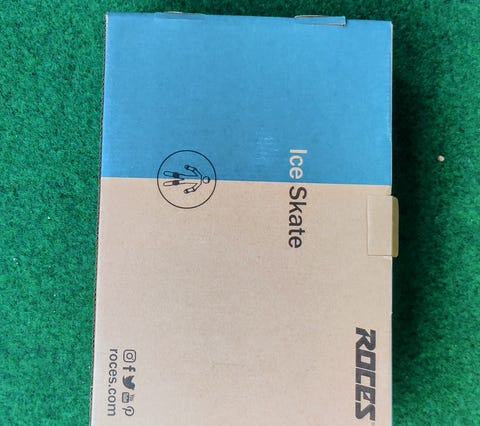 Ice Skate
ROCES
roces.com